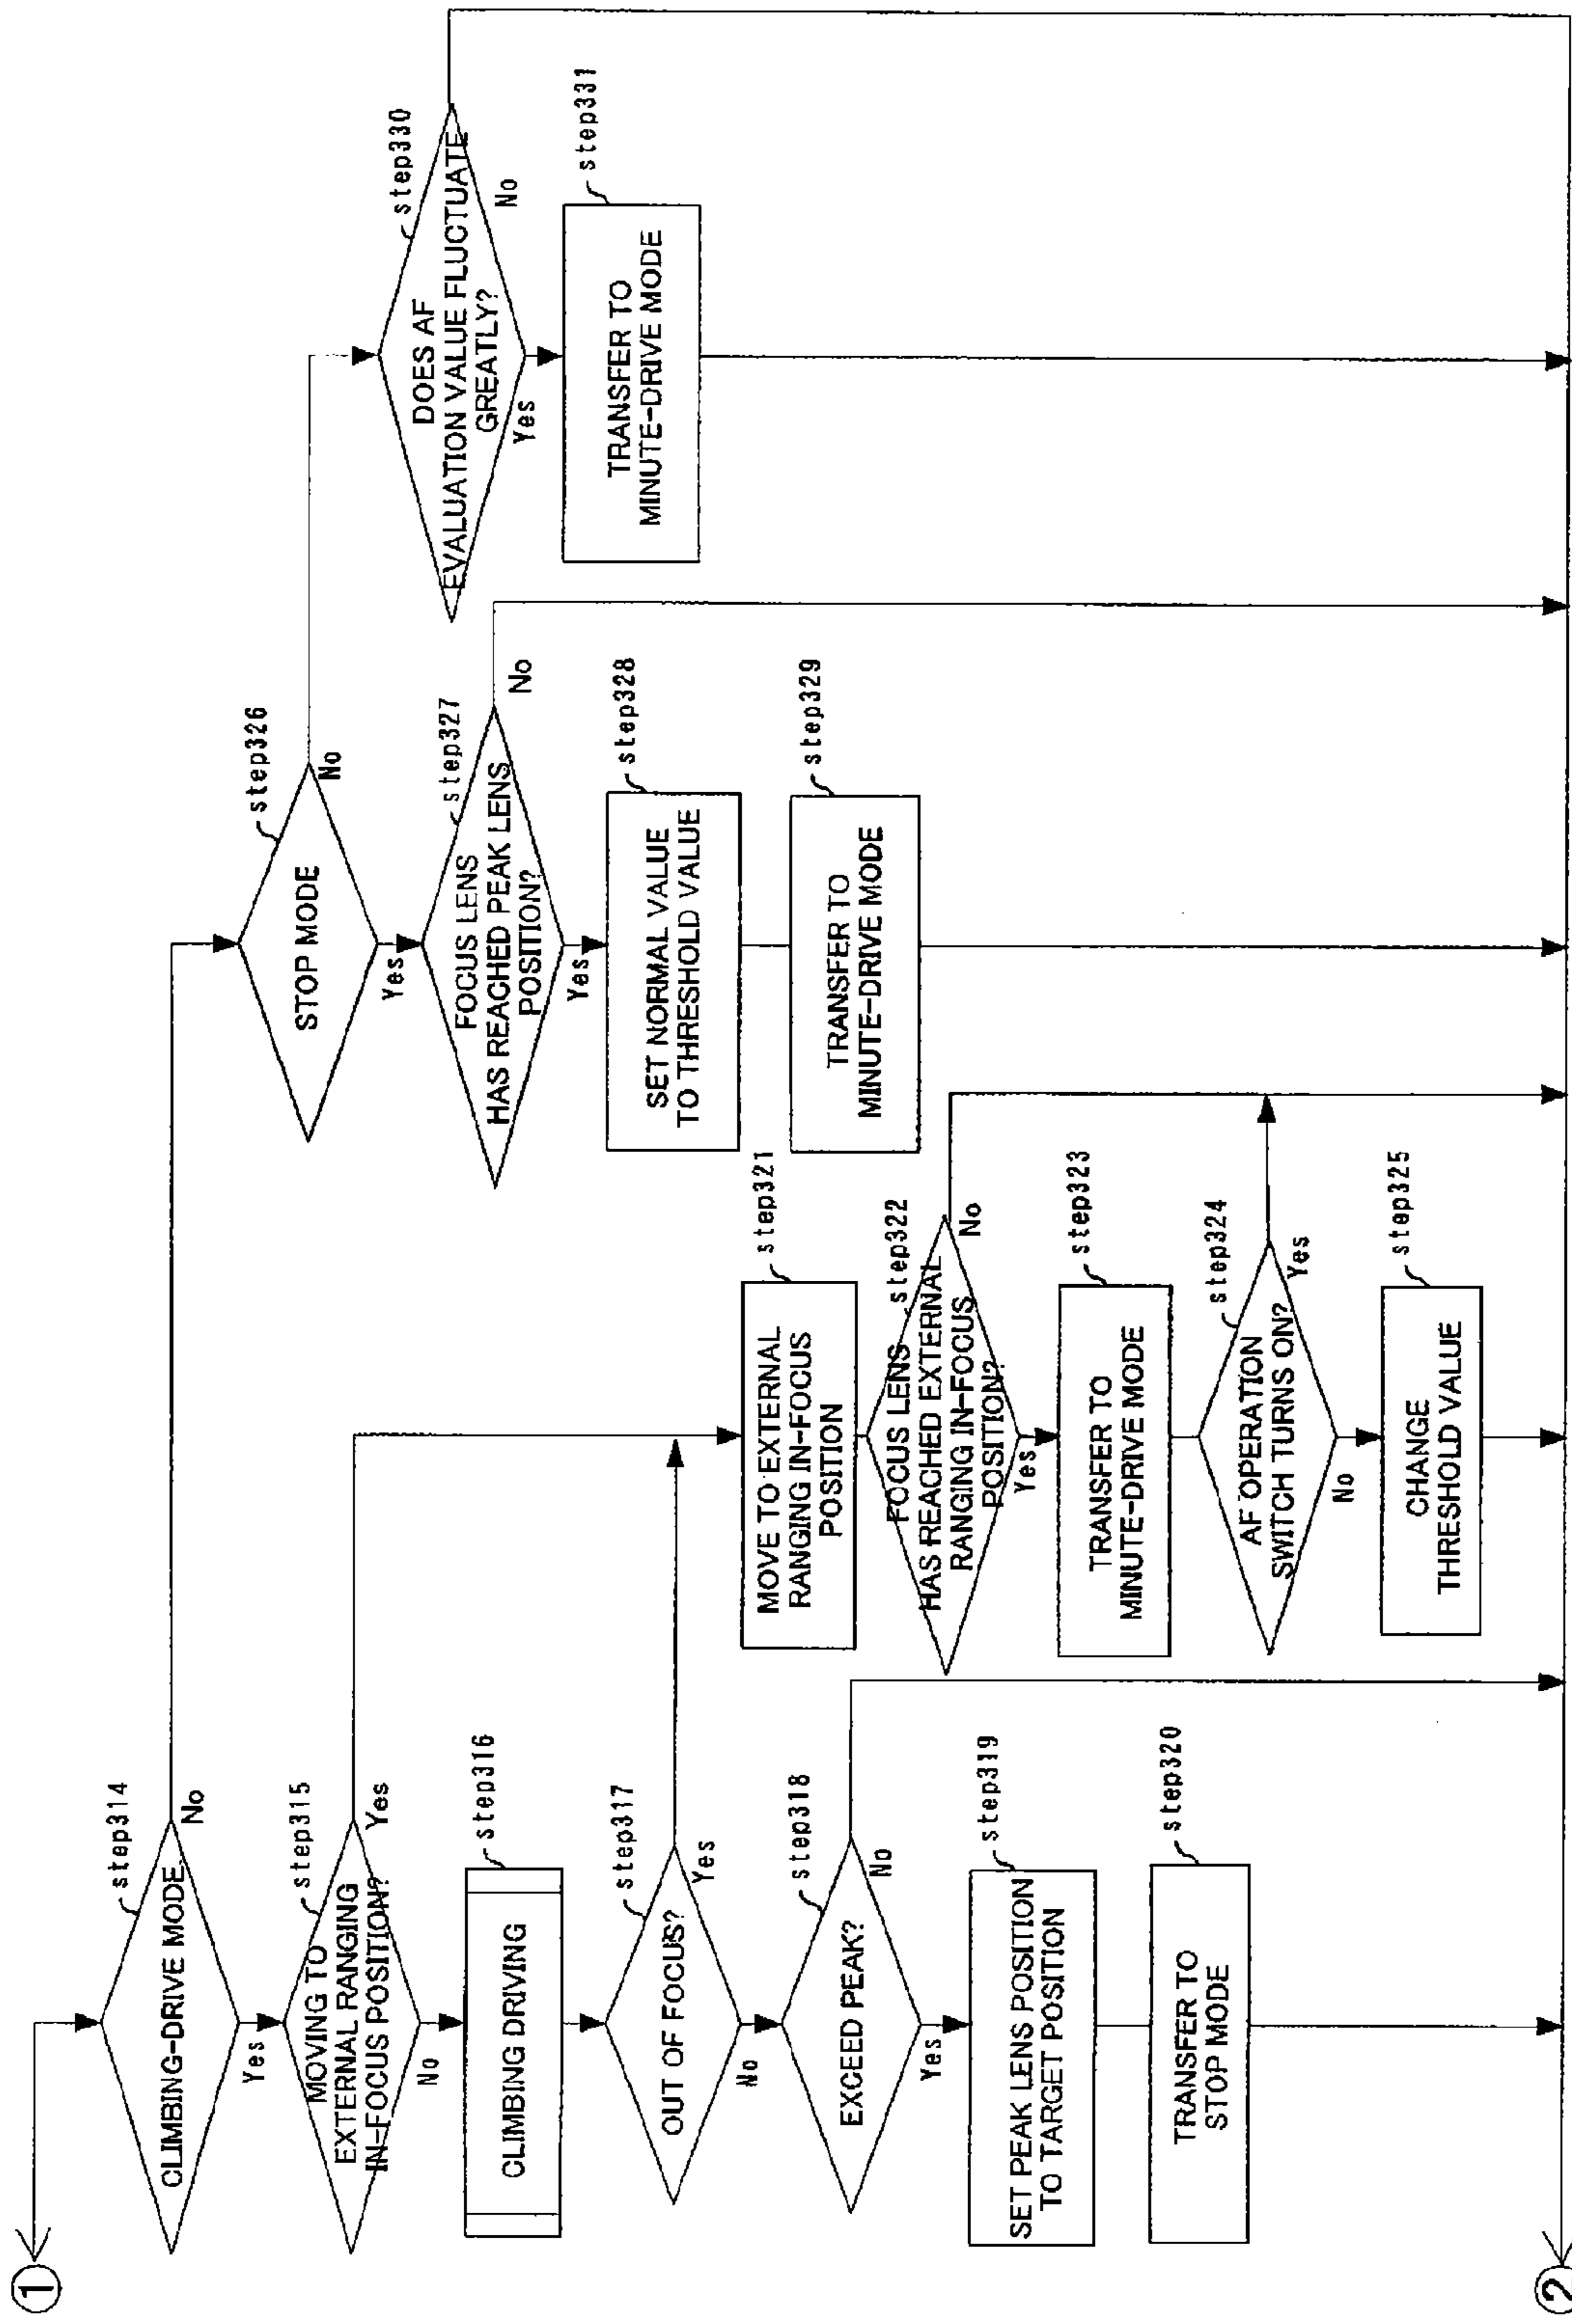 ①
step314
CLIMBING-DRIVE MODE
No
Yes
step315
MOVING TO
EXTERNAL RANGING
IN-FOCUS POSITION?
Yes
No
step316
CLIMBING DRIVING
step317
OUT OF FOCUS?
Yes
No
step318
EXCEED PEAK?
No
Yes
step319
SET PEAK LENS POSITION
TO TARGET POSITION
step320
TRANSFER TO
STOP MODE
step321
MOVE TO EXTERNAL
RANGING IN-FOCUS
POSITION
step322
FOCUS LENS
HAS REACHED EXTERNAL
RANGING IN-FOCUS
POSITION?
No
Yes
step323
TRANSFER TO
MINUTE-DRIVE MODE
step324
AF OPERATION
SWITCH TURNS ON?
Yes
No
step325
CHANGE
THRESHOLD VALUE
step326
STOP MODE
No
Yes
step327
FOCUS LENS
HAS REACHED PEAK LENS
POSITION?
No
Yes
step328
SET NORMAL VALUE
TO THRESHOLD VALUE
step329
TRANSFER TO
MINUTE-DRIVE MODE
step330
DOES AF
EVALUATION VALUE FLUCTUATE
GREATLY?
No
Yes
step331
TRANSFER TO
MINUTE-DRIVE MODE
②